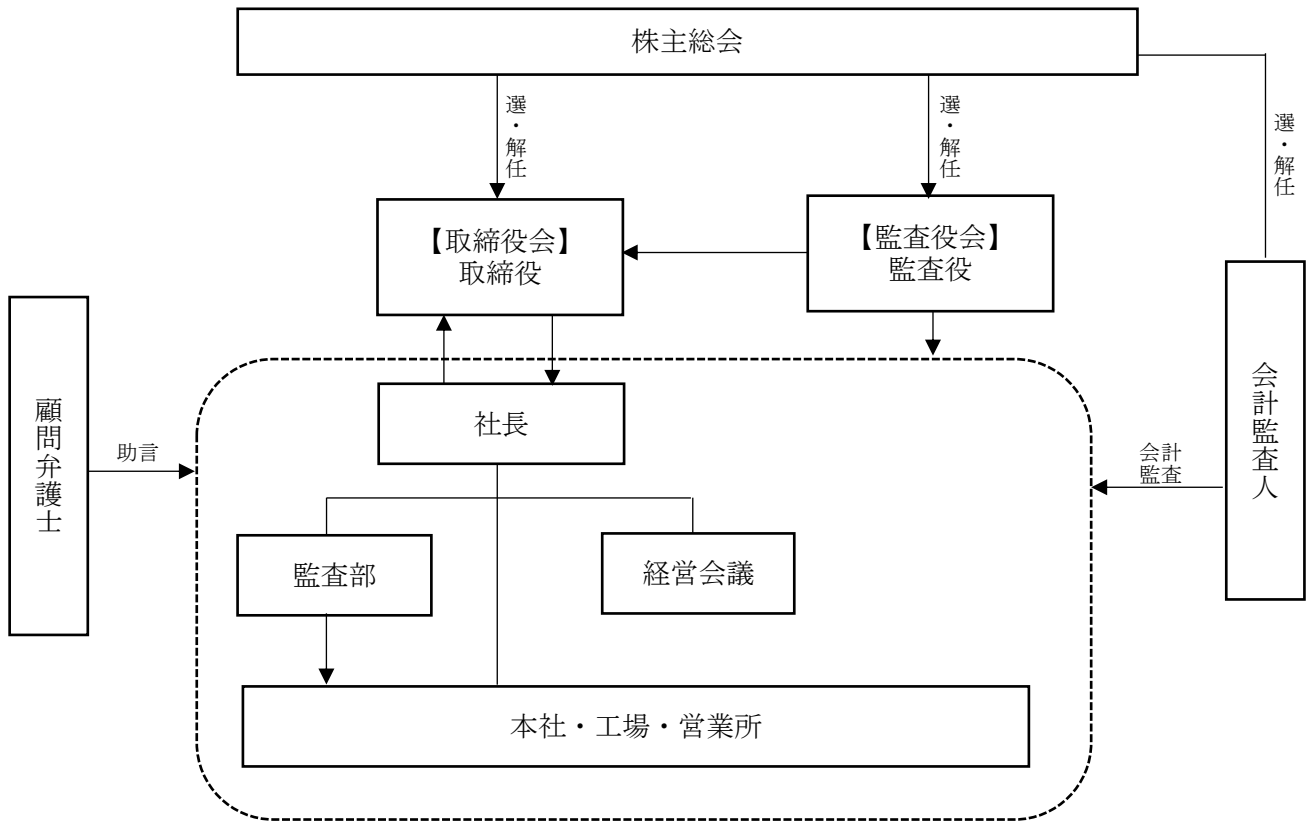 株主総会
選・解任
選・解任
選・解任
【取締役会】
取締役
【監査役会】
監査役
顧問弁護士
助言
社長
会計
監査
会計監査人
監査部
経営会議
本社・工場・営業所